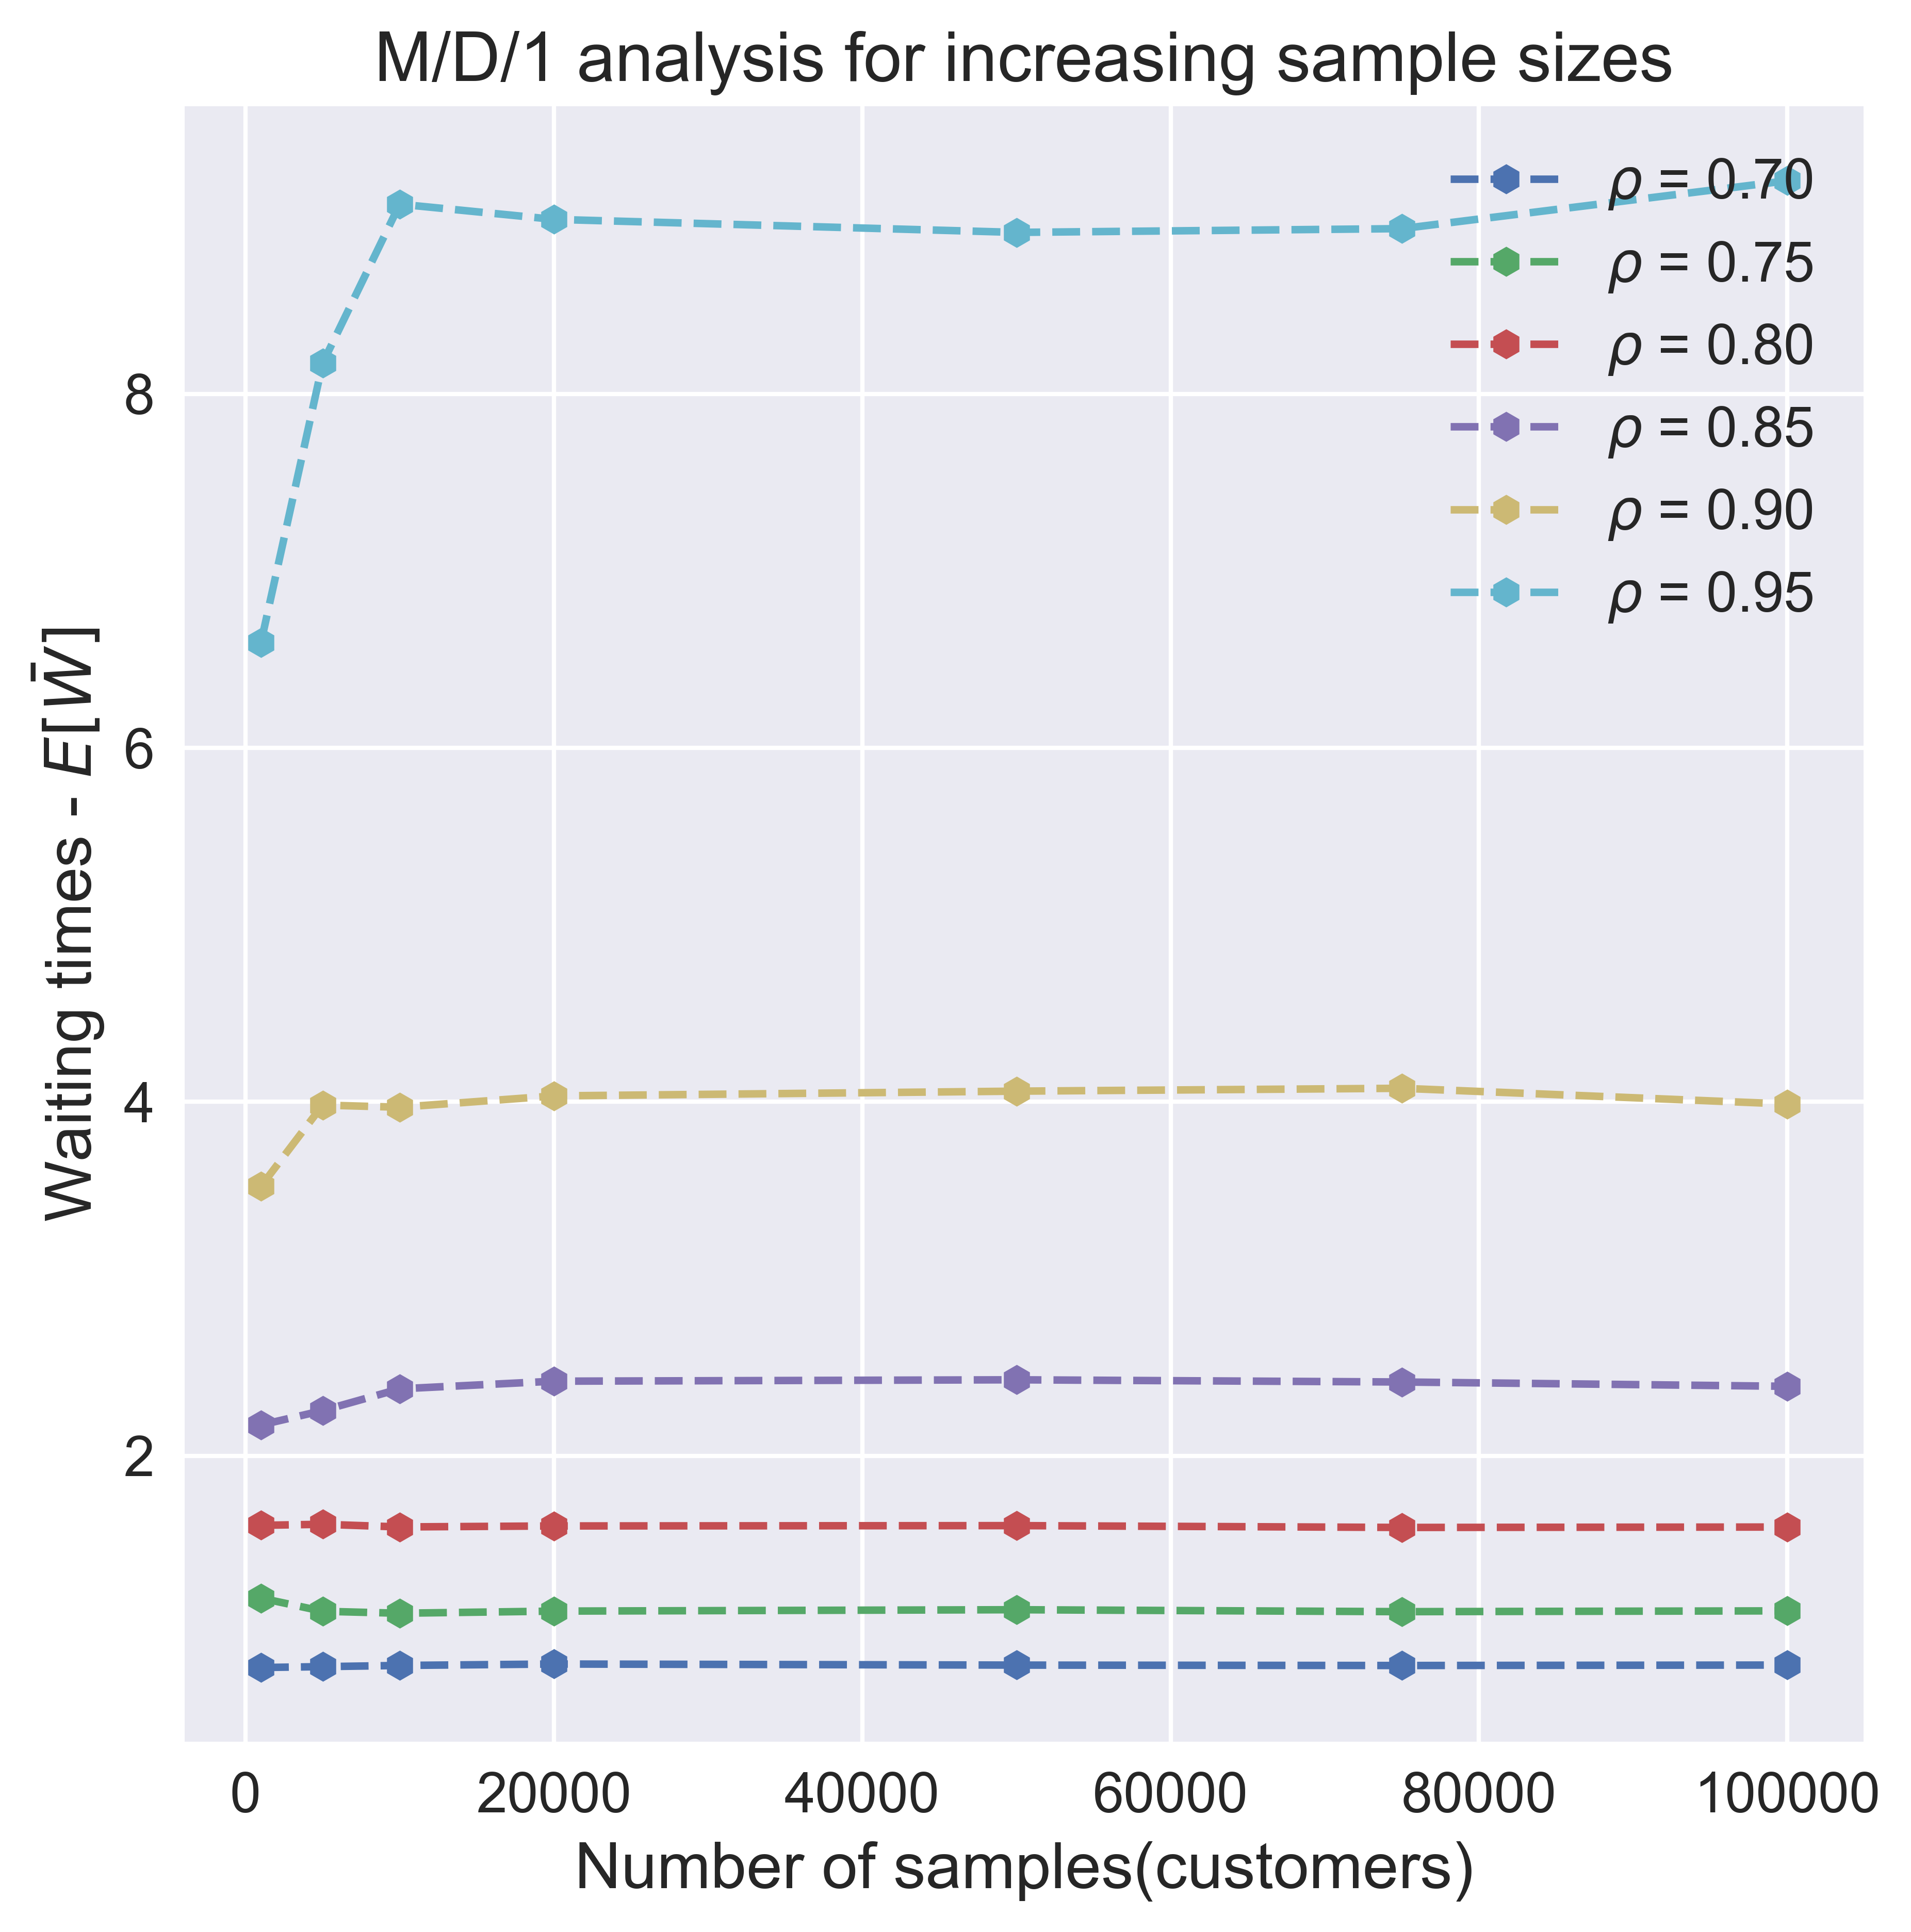 M/D/1 analysis for increasing sample sizes
ρ = 0.70
ρ = 0.75
ρ = 0.80
ρ = 0.85
ρ = 0.90
ρ = 0.95
8
6
4
2
Waiting times - E[W̄]
0 20000 40000 60000 80000 100000
Number of samples(customers)